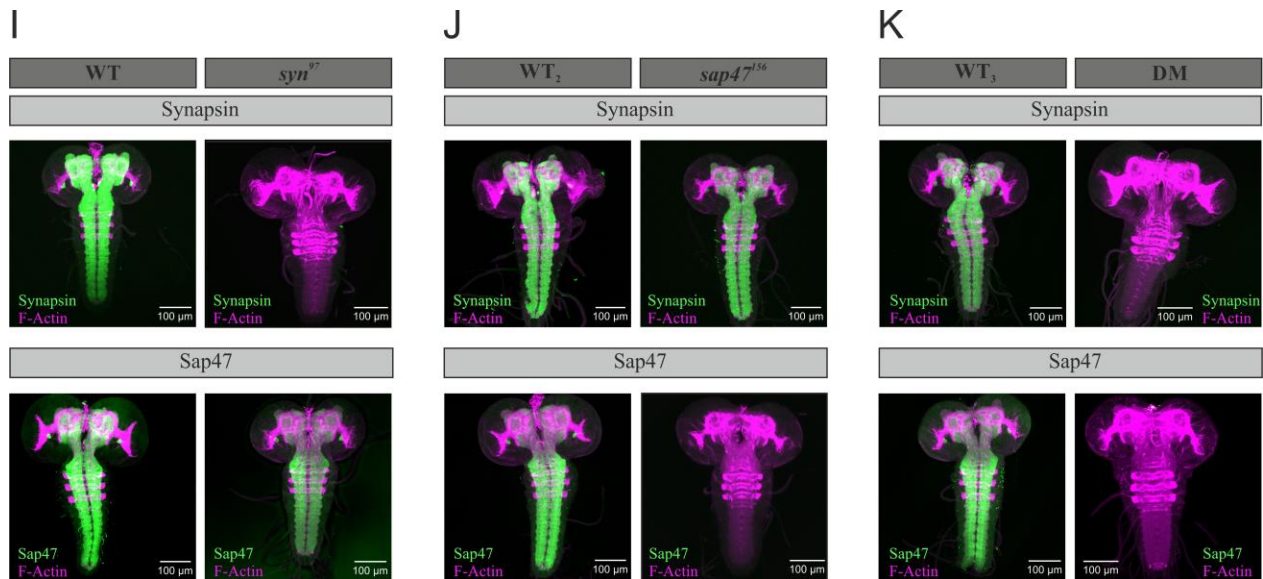 I
J
K
WT
syn⁹⁷
WT₂
sap47¹⁵⁶
WT₃
DM
Synapsin
Synapsin
Synapsin
Synapsin
F-Actin
100 µm
Synapsin
F-Actin
100 µm
Synapsin
F-Actin
100 µm
Synapsin
F-Actin
100 µm
Synapsin
F-Actin
100 µm
Synapsin
F-Actin
100 µm
Sap47
Sap47
Sap47
Sap47
F-Actin
100 µm
Sap47
F-Actin
100 µm
Sap47
F-Actin
100 µm
Sap47
F-Actin
100 µm
Sap47
F-Actin
100 µm
100 µm
Sap47
F-Actin